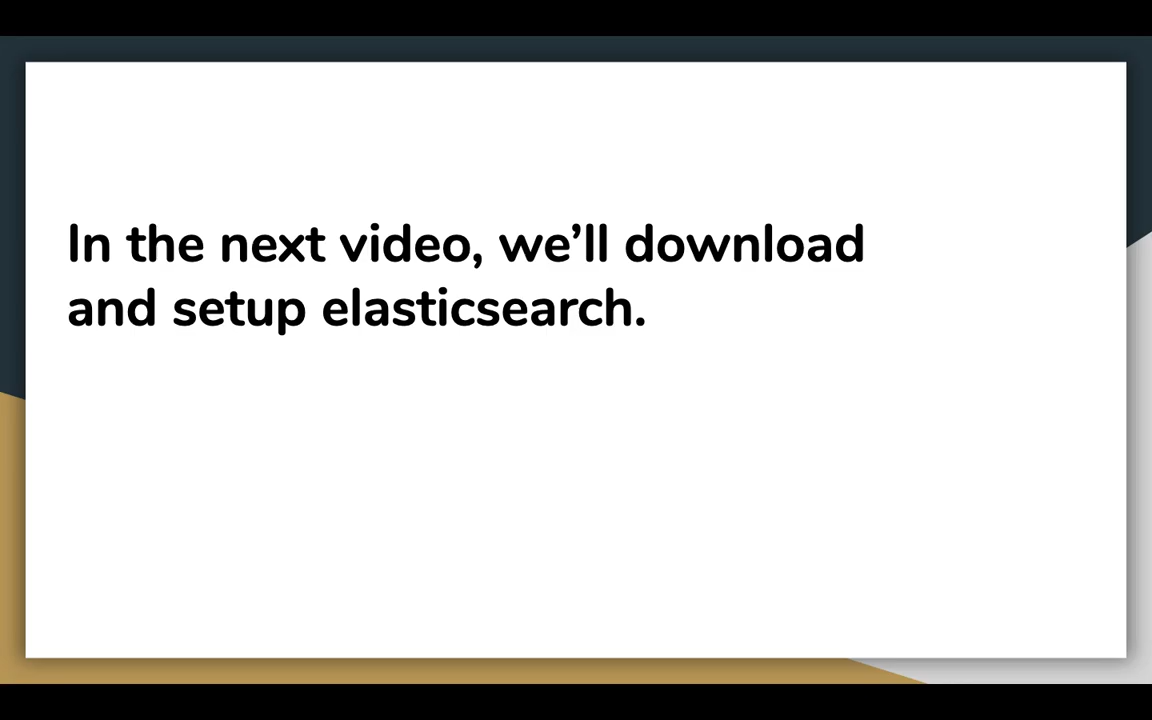 In the next video, we’ll download
and setup elasticsearch.